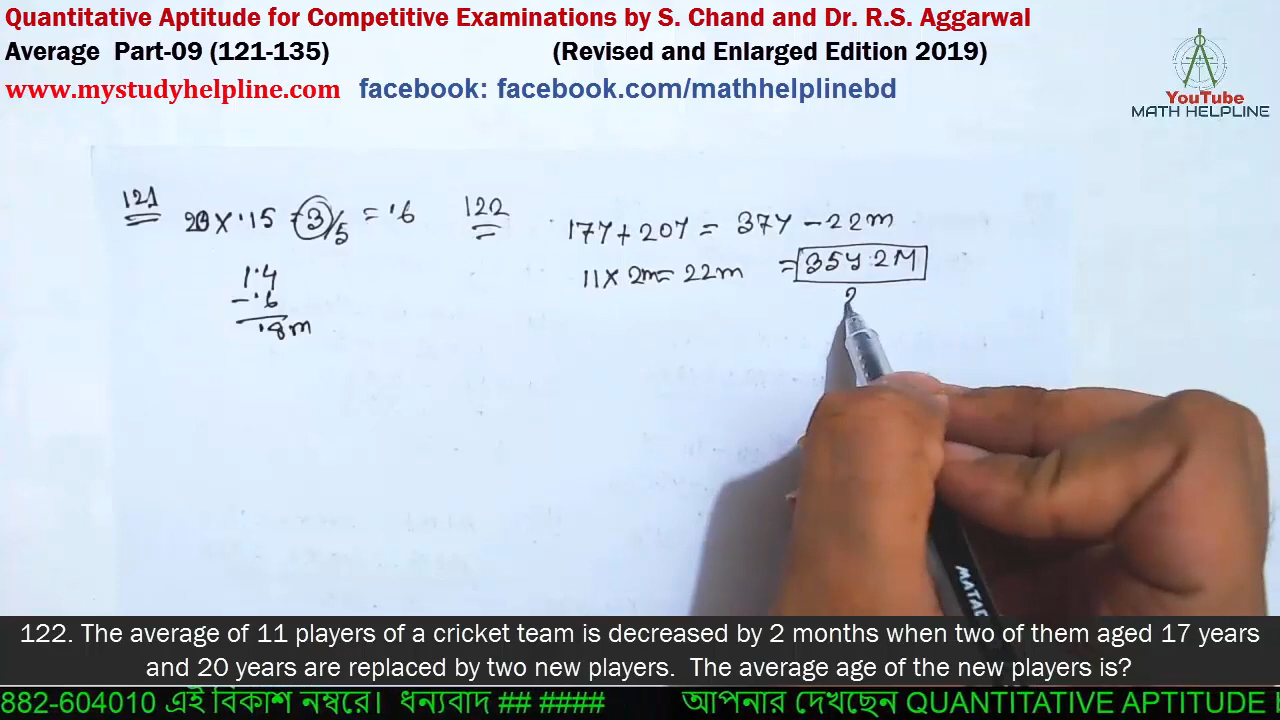 Quantitative Aptitude for Competitive Examinations by S. Chand and Dr. R.S. Aggarwal
Average Part-09 (121-135) (Revised and Enlarged Edition 2019)
www.mystudyhelpline.com facebook: facebook.com/mathhelplinebd
YouTube
MATH HELPLINE
121
20 X .15 = 3/5 = .6
1.4
- .6
.8m
122
17Y + 20Y = 37Y - 22m
11 X 2m = 22m = 35Y 2M
2
MATAD
122. The average of 11 players of a cricket team is decreased by 2 months when two of them aged 17 years
and 20 years are replaced by two new players. The average age of the new players is?
882-604010 এই বিকাশ নম্বরে। ধন্যবাদ ## #### আপনার দেখছেন QUANTITATIVE APTITUDE